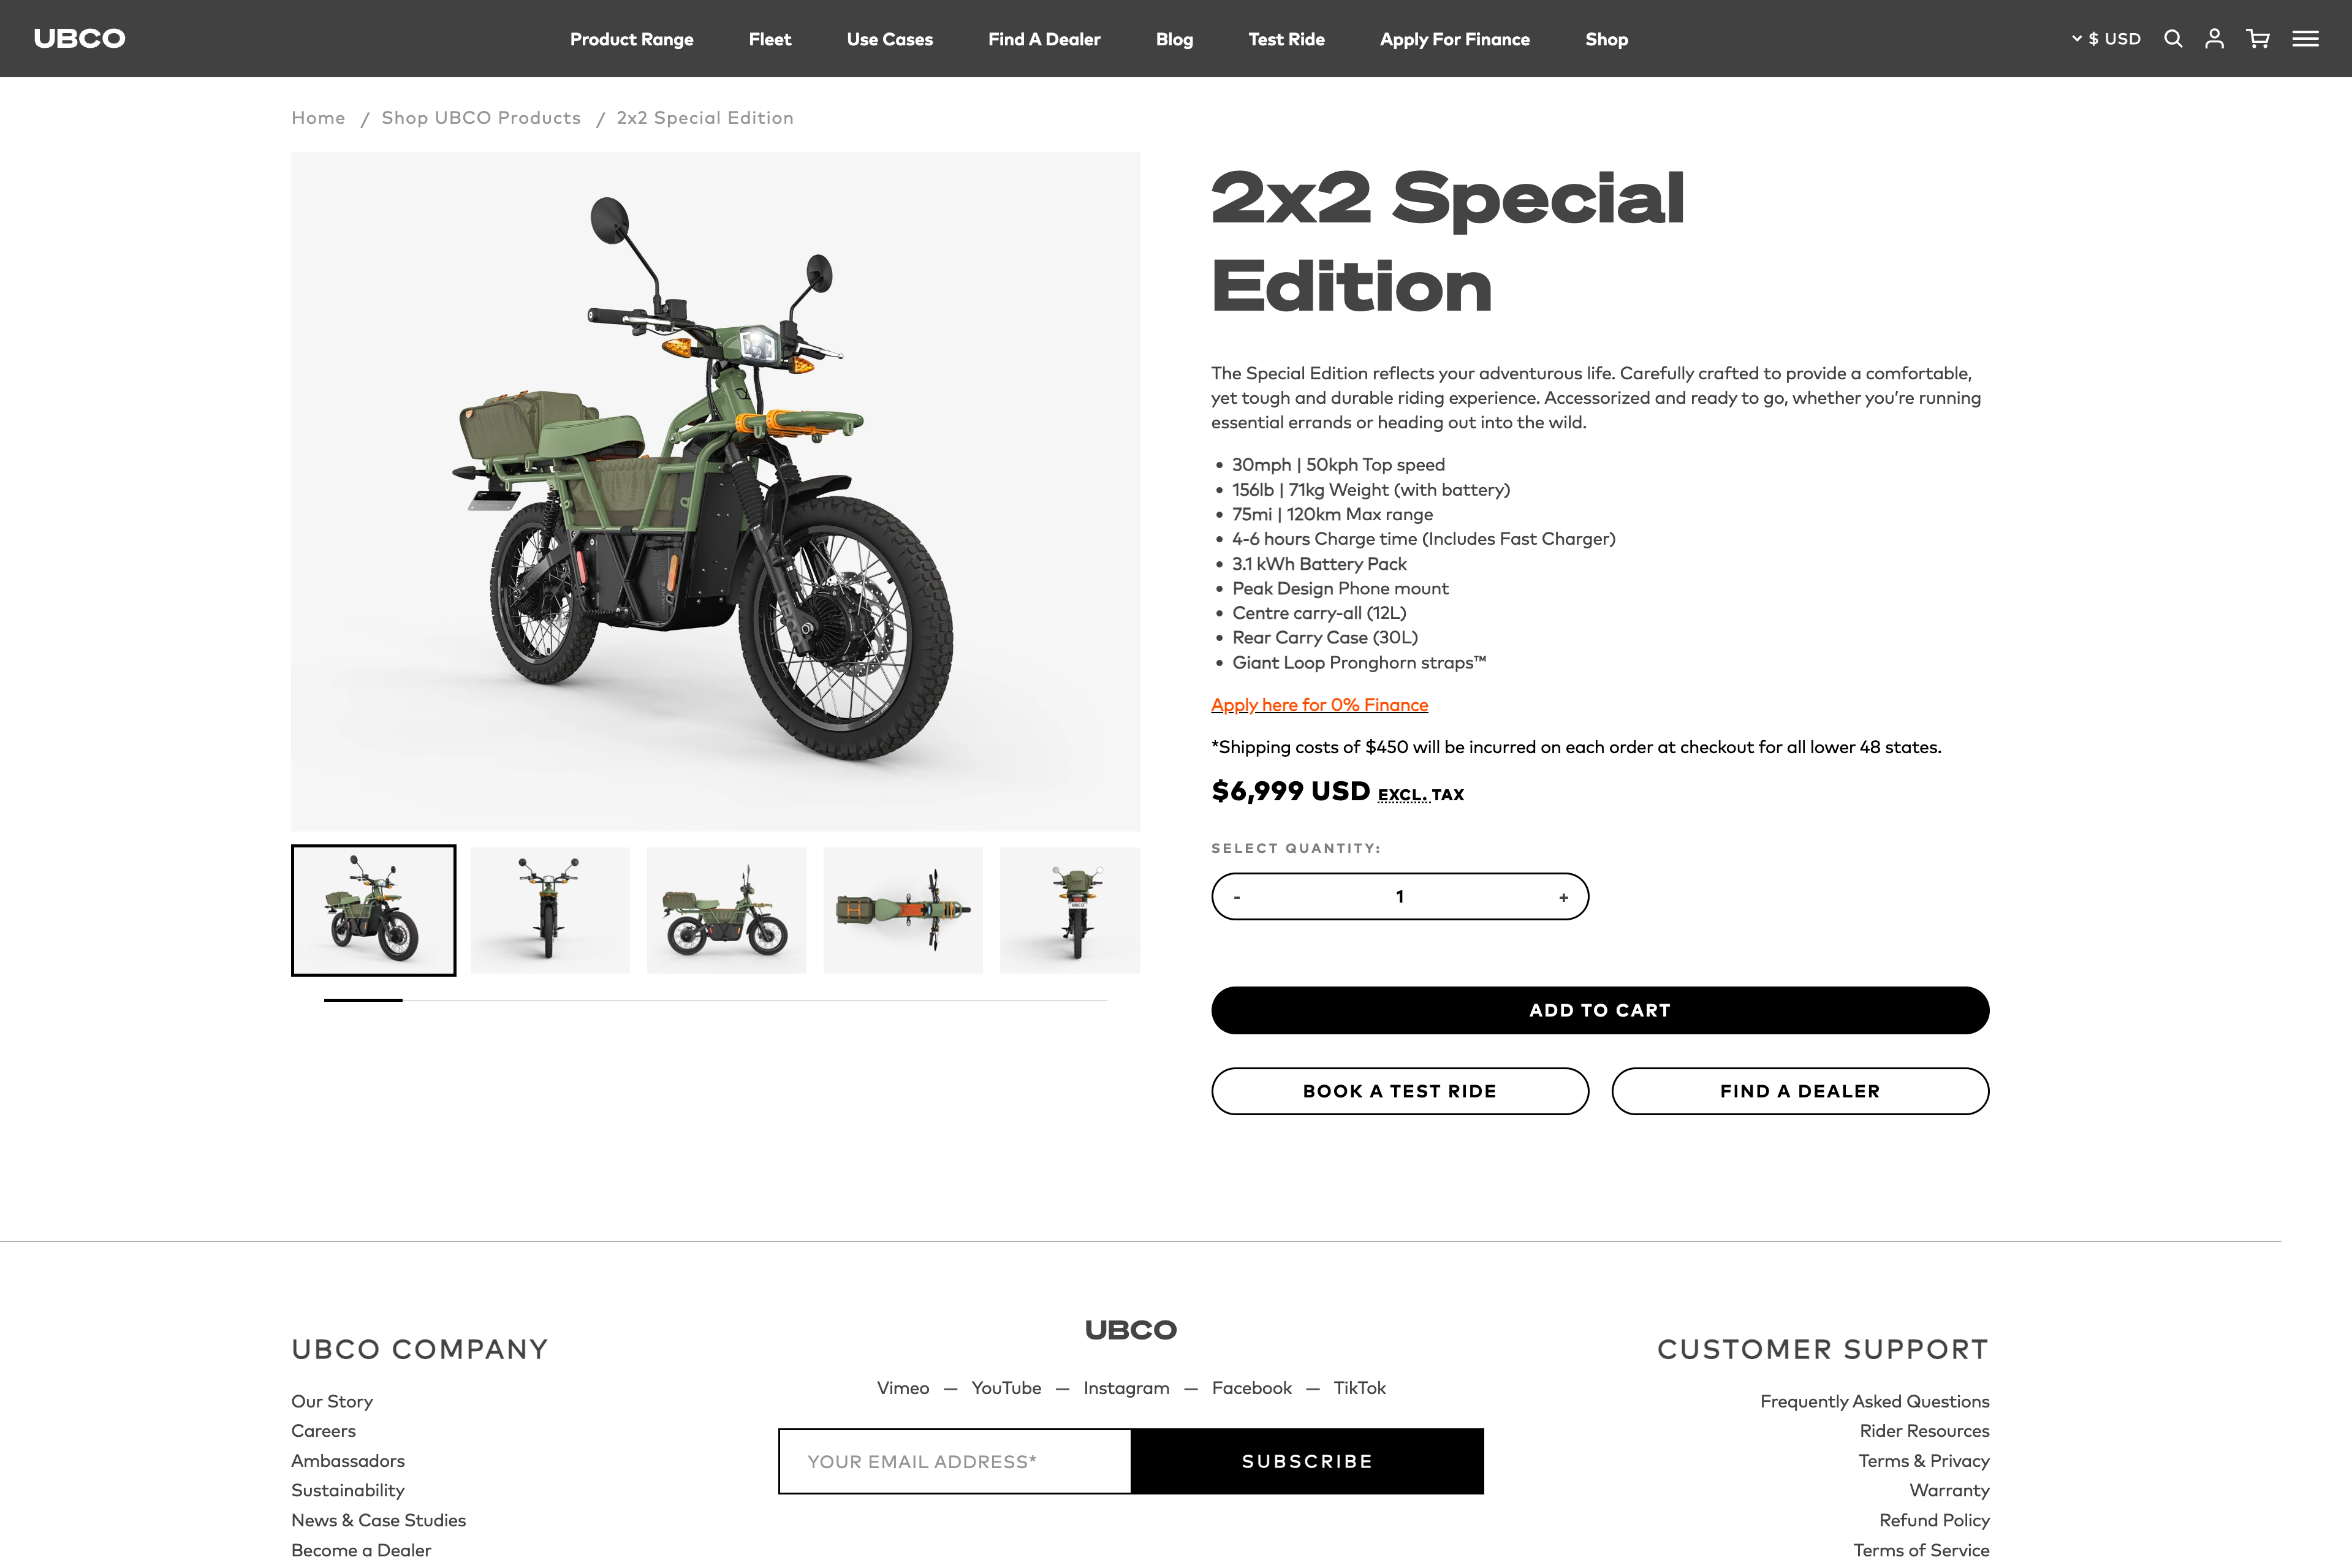 UBCO
Product Range
Fleet
Use Cases
Find A Dealer
Blog
Test Ride
Apply For Finance
Shop
$ USD
Home / Shop UBCO Products / 2x2 Special Edition
2x2 Special
Edition
The Special Edition reflects your adventurous life. Carefully crafted to provide a comfortable,
yet tough and durable riding experience. Accessorized and ready to go, whether you’re running
essential errands or heading out into the wild.
• 30mph | 50kph Top speed
• 156lb | 71kg Weight (with battery)
• 75mi | 120km Max range
• 4-6 hours Charge time (Includes Fast Charger)
• 3.1 kWh Battery Pack
• Peak Design Phone mount
• Centre carry-all (12L)
• Rear Carry Case (30L)
• Giant Loop Pronghorn straps™
Apply here for 0% Finance
*Shipping costs of $450 will be incurred on each order at checkout for all lower 48 states.
$6,999 USD EXCL. TAX
SELECT QUANTITY:
- 1 +
ADD TO CART
BOOK A TEST RIDE
FIND A DEALER
UBCO COMPANY
Our Story
Careers
Ambassadors
Sustainability
News & Case Studies
Become a Dealer
UBCO
Vimeo — YouTube — Instagram — Facebook — TikTok
YOUR EMAIL ADDRESS*
SUBSCRIBE
CUSTOMER SUPPORT
Frequently Asked Questions
Rider Resources
Terms & Privacy
Warranty
Refund Policy
Terms of Service